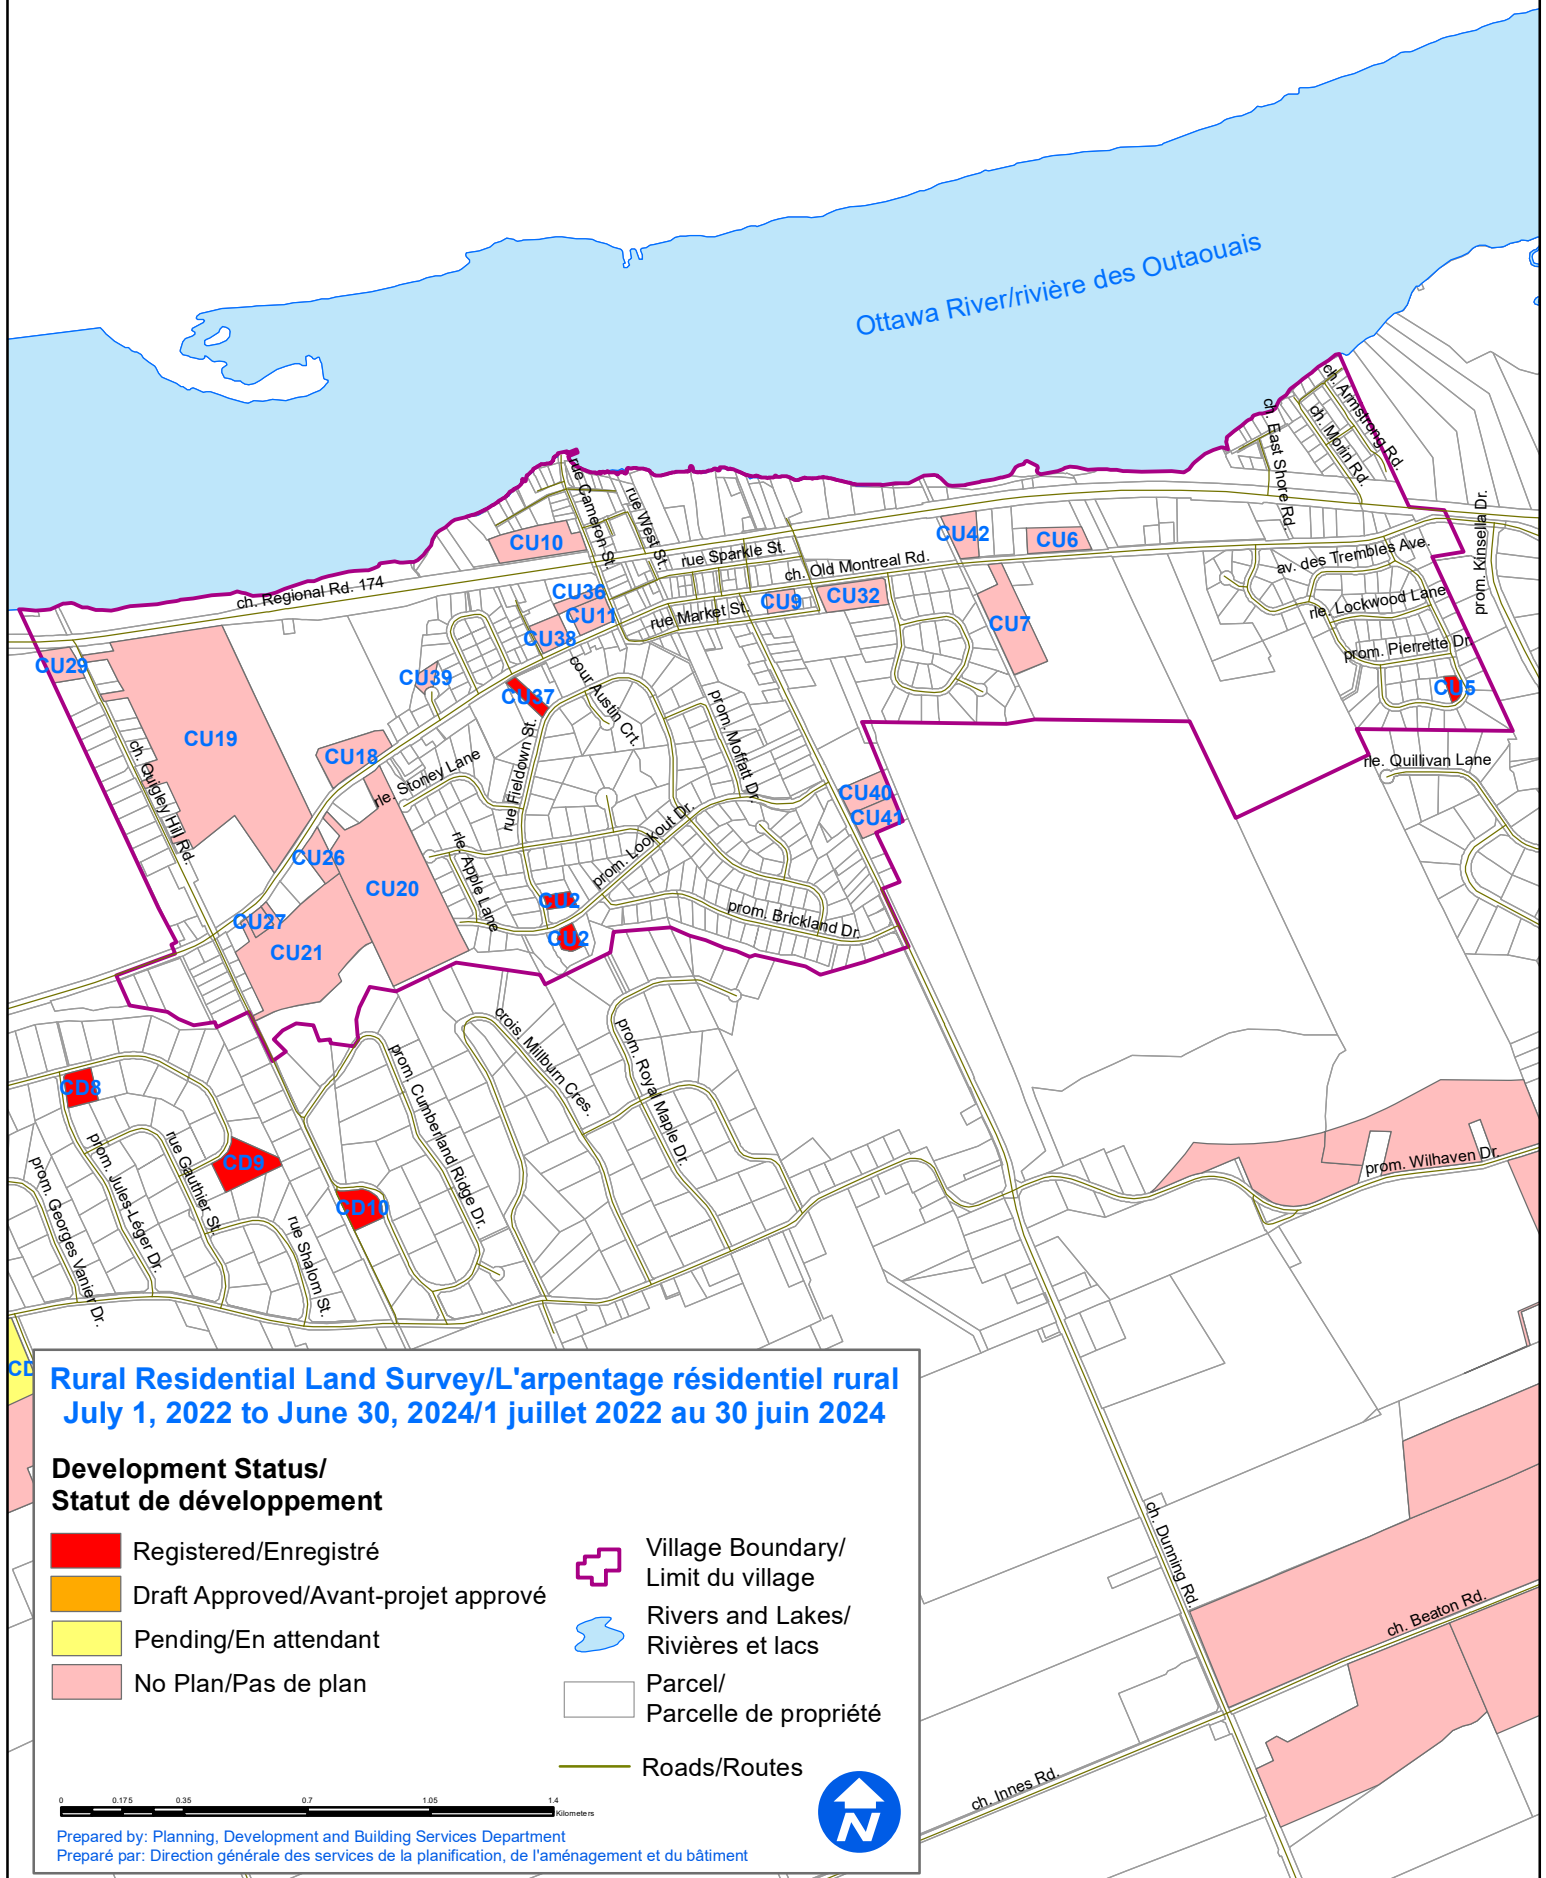 Ottawa River/rivière des Outaouais
ch. Armstrong Rd.
ch. Morin Rd.
ch. East Shore Rd.
prom. Kinsella Dr.
rue Cameron St.
rue West St.
CU10
CU42
CU6
rue Sparkle St.
ch. Old Montreal Rd.
av. des Trembles Ave.
ch. Regional Rd. 174
CU36
CU11
CU9
CU32
rue Market St.
rle. Lockwood Lane
CU38
CU7
prom. Pierrette Dr.
CU29
CU39
CU37
cour Austin Crt.
CU5
CU19
prom. Moffatt Dr.
ch. Quigley Hill Rd.
CU18
rle. Stoney Lane
rue Fieldown St.
rle. Quillivan Lane
CU40
CU41
CU26
prom. Lookout Dr.
CU20
rle. Apple Lane
CU2
CU27
prom. Brickland Dr.
CU2
CU21
crois. Millburn Cres.
prom. Royal Maple Dr.
prom. Cumberland Ridge Dr.
CD8
prom. Jules-Léger Dr.
rue Gauthier St.
prom. Georges Vanier Dr.
CD9
CD10
rue Shalom St.
prom. Wilhaven Dr.
CD
Rural Residential Land Survey/L'arpentage résidentiel rural
July 1, 2022 to June 30, 2024/1 juillet 2022 au 30 juin 2024
Development Status/
Statut de développement
Registered/Enregistré
Draft Approved/Avant-projet apprové
Pending/En attendant
No Plan/Pas de plan
Village Boundary/
Limit du village
Rivers and Lakes/
Rivières et lacs
Parcel/
Parcelle de propriété
Roads/Routes
0 0.175 0.35 0.7 1.05 1.4
Kilometers
N
Prepared by: Planning, Development and Building Services Department
Preparé par: Direction générale des services de la planification, de l'aménagement et du bâtiment
ch. Dunning Rd.
ch. Beaton Rd.
ch. Innes Rd.